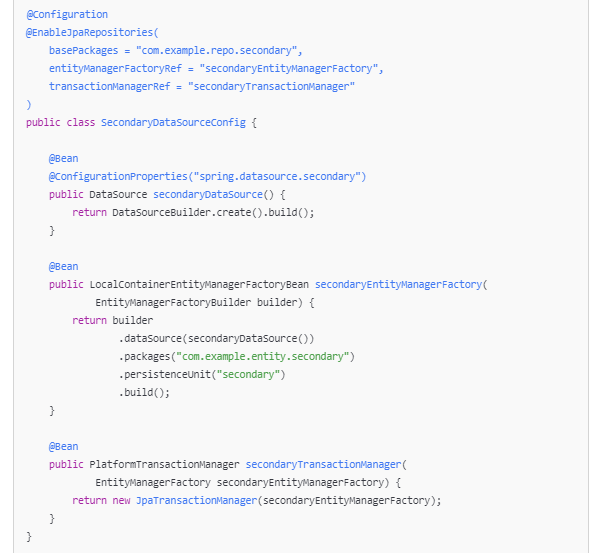 @Configuration
@EnableJpaRepositories(
    basePackages = "com.example.repo.secondary",
    entityManagerFactoryRef = "secondaryEntityManagerFactory",
    transactionManagerRef = "secondaryTransactionManager"
)
public class SecondaryDataSourceConfig {

    @Bean
    @ConfigurationProperties("spring.datasource.secondary")
    public DataSource secondaryDataSource() {
        return DataSourceBuilder.create().build();
    }

    @Bean
    public LocalContainerEntityManagerFactoryBean secondaryEntityManagerFactory(
            EntityManagerFactoryBuilder builder) {
        return builder
                .dataSource(secondaryDataSource())
                .packages("com.example.entity.secondary")
                .persistenceUnit("secondary")
                .build();
    }

    @Bean
    public PlatformTransactionManager secondaryTransactionManager(
            EntityManagerFactory secondaryEntityManagerFactory) {
        return new JpaTransactionManager(secondaryEntityManagerFactory);
    }
}